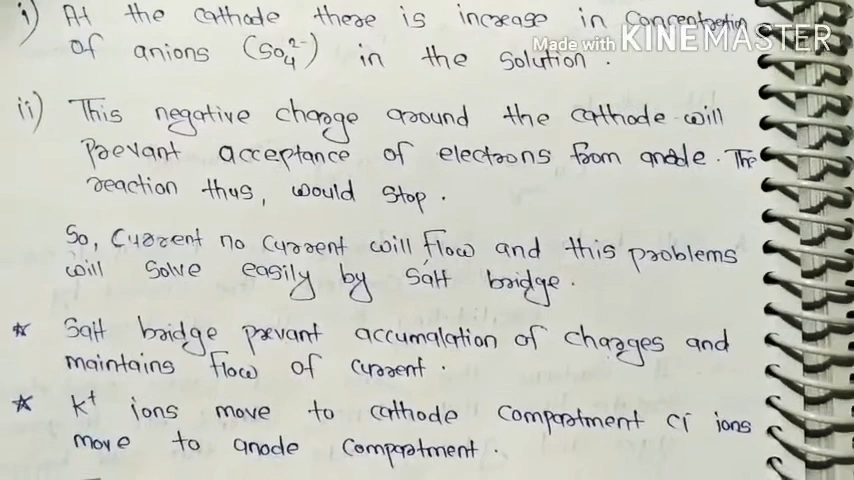 i) At the cathode there is increase in concentration
of anions (SO₄²⁻) in the solution.
Made with KINEMASTER
ii) This negative charge around the cathode will
prevant acceptance of electrons from anode. The
reaction thus, would stop.
So, current no current will flow and this problems
will solve easily by salt bridge.
☆ Salt bridge prevant accumalation of charges and
maintains flow of current.
☆ K⁺ ions move to cathode compartment Cl⁻ ions
move to anode compartment.